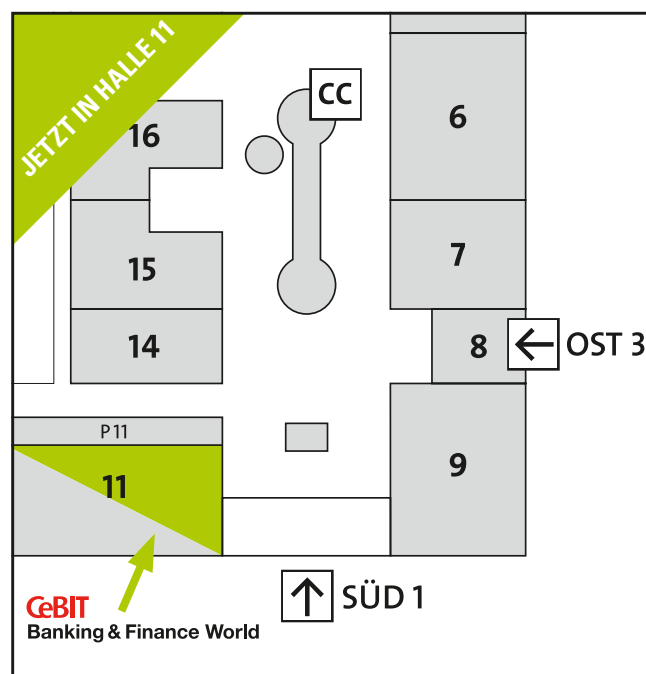 JETZT IN HALLE 11
CC
16
6
15
7
14
8
OST 3
P 11
11
9
SÜD 1
CeBIT
Banking & Finance World